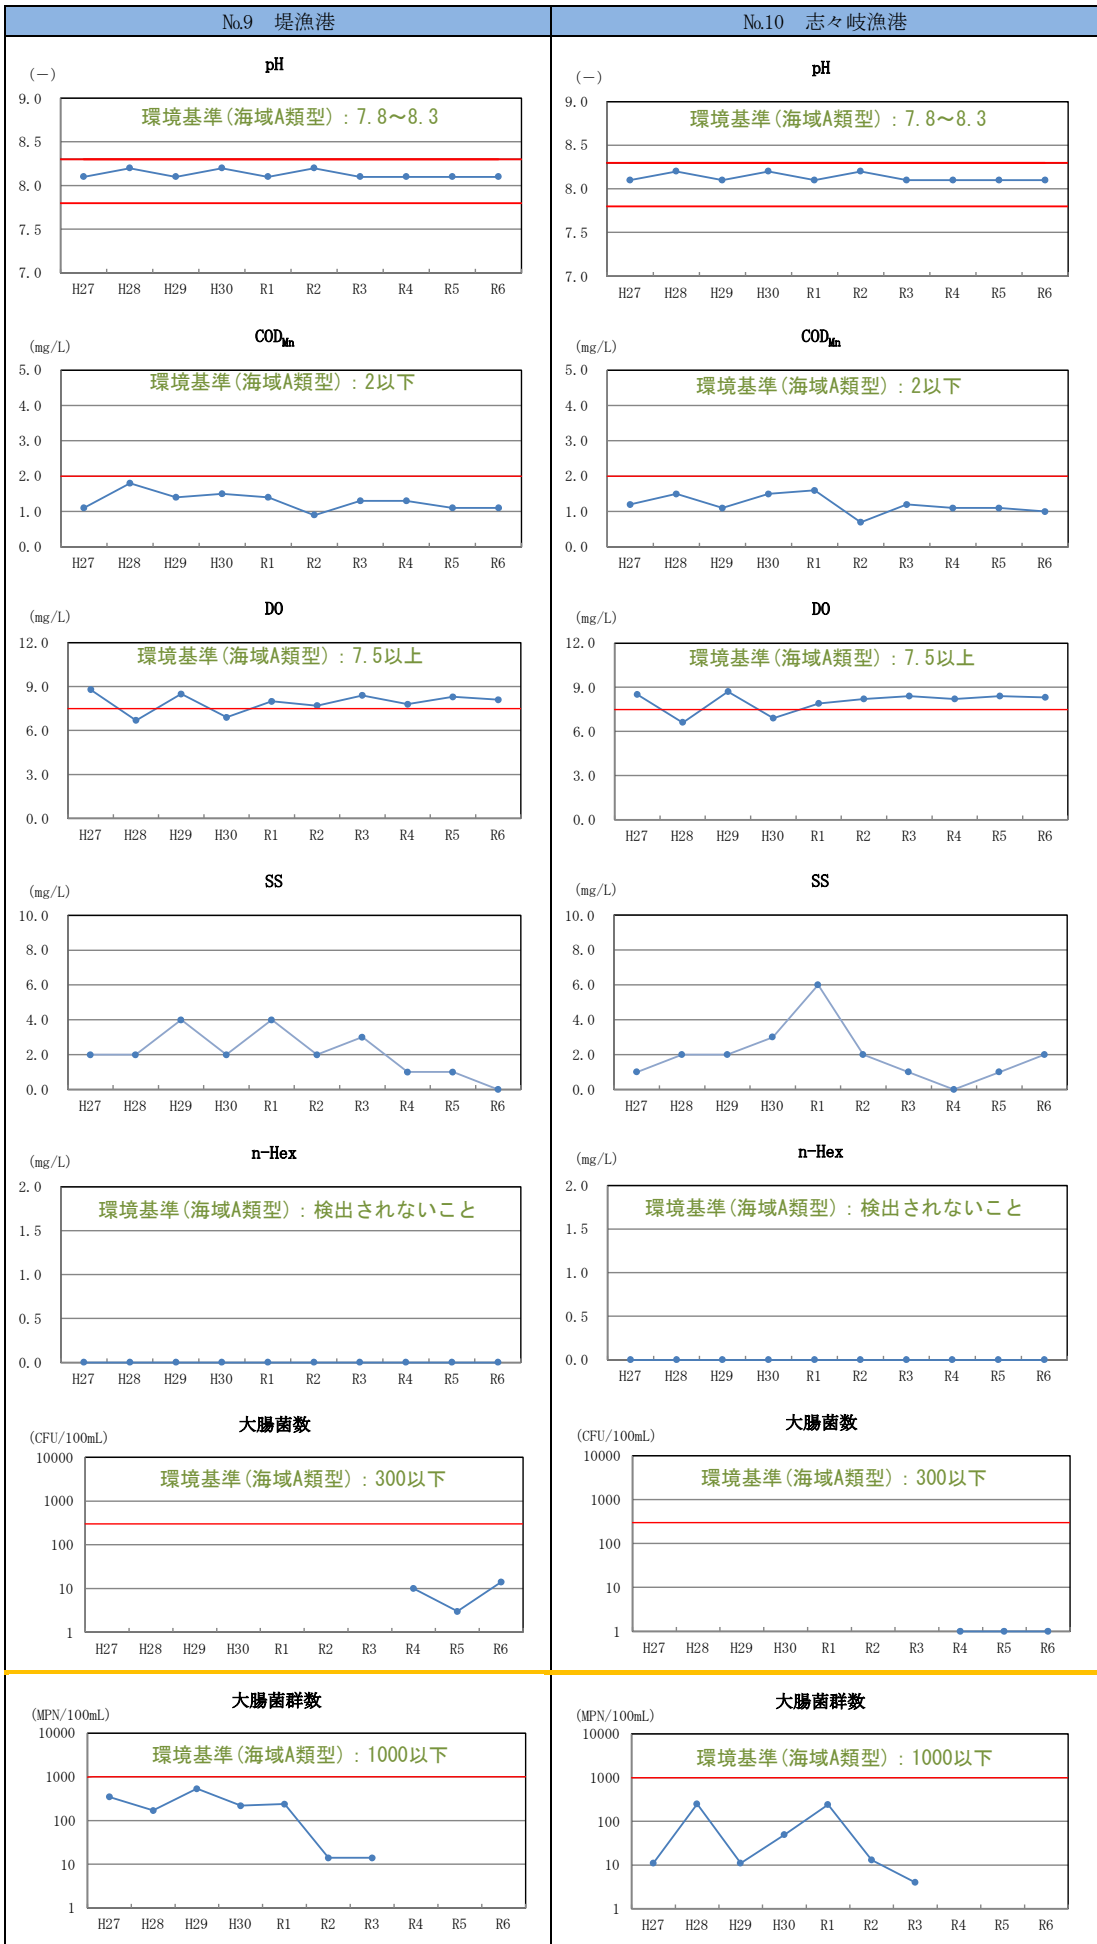 №9　堤漁港
pH
(－)
環境基準(海域A類型)：7.8～8.3
9.0
8.5
8.0
7.5
7.0
H27 H28 H29 H30 R1 R2 R3 R4 R5 R6
COD Mn
(mg/L)
環境基準(海域A類型)：2以下
5.0
4.0
3.0
2.0
1.0
0.0
H27 H28 H29 H30 R1 R2 R3 R4 R5 R6
DO
(mg/L)
環境基準(海域A類型)：7.5以上
12.0
9.0
6.0
3.0
0.0
H27 H28 H29 H30 R1 R2 R3 R4 R5 R6
SS
(mg/L)
10.0
8.0
6.0
4.0
2.0
0.0
H27 H28 H29 H30 R1 R2 R3 R4 R5 R6
n-Hex
(mg/L)
環境基準(海域A類型)：検出されないこと
2.0
1.5
1.0
0.5
0.0
H27 H28 H29 H30 R1 R2 R3 R4 R5 R6
大腸菌数
(CFU/100mL)
環境基準(海域A類型)：300以下
10000
1000
100
10
1
H27 H28 H29 H30 R1 R2 R3 R4 R5 R6
大腸菌群数
(MPN/100mL)
環境基準(海域A類型)：1000以下
10000
1000
100
10
1
H27 H28 H29 H30 R1 R2 R3 R4 R5 R6
№10　志々岐漁港
pH
(－)
環境基準(海域A類型)：7.8～8.3
9.0
8.5
8.0
7.5
7.0
H27 H28 H29 H30 R1 R2 R3 R4 R5 R6
COD Mn
(mg/L)
環境基準(海域A類型)：2以下
5.0
4.0
3.0
2.0
1.0
0.0
H27 H28 H29 H30 R1 R2 R3 R4 R5 R6
DO
(mg/L)
環境基準(海域A類型)：7.5以上
12.0
9.0
6.0
3.0
0.0
H27 H28 H29 H30 R1 R2 R3 R4 R5 R6
SS
(mg/L)
10.0
8.0
6.0
4.0
2.0
0.0
H27 H28 H29 H30 R1 R2 R3 R4 R5 R6
n-Hex
(mg/L)
環境基準(海域A類型)：検出されないこと
2.0
1.5
1.0
0.5
0.0
H27 H28 H29 H30 R1 R2 R3 R4 R5 R6
大腸菌数
(CFU/100mL)
環境基準(海域A類型)：300以下
10000
1000
100
10
1
H27 H28 H29 H30 R1 R2 R3 R4 R5 R6
大腸菌群数
(MPN/100mL)
環境基準(海域A類型)：1000以下
10000
1000
100
10
1
H27 H28 H29 H30 R1 R2 R3 R4 R5 R6